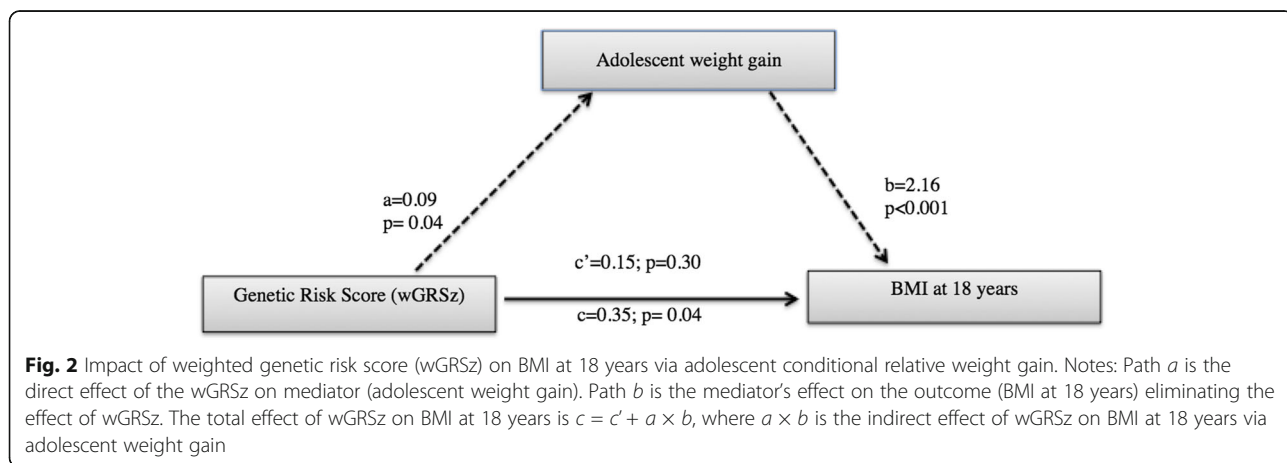 Adolescent weight gain
a=0.09
p= 0.04
b=2.16
p<0.001
c’=0.15; p=0.30
Genetic Risk Score (wGRSz)
BMI at 18 years
c=0.35; p= 0.04
Fig. 2 Impact of weighted genetic risk score (wGRSz) on BMI at 18 years via adolescent conditional relative weight gain. Notes: Path a is the
direct effect of the wGRSz on mediator (adolescent weight gain). Path b is the mediator’s effect on the outcome (BMI at 18 years) eliminating the
effect of wGRSz. The total effect of wGRSz on BMI at 18 years is c = c′ + a × b, where a × b is the indirect effect of wGRSz on BMI at 18 years via
adolescent weight gain